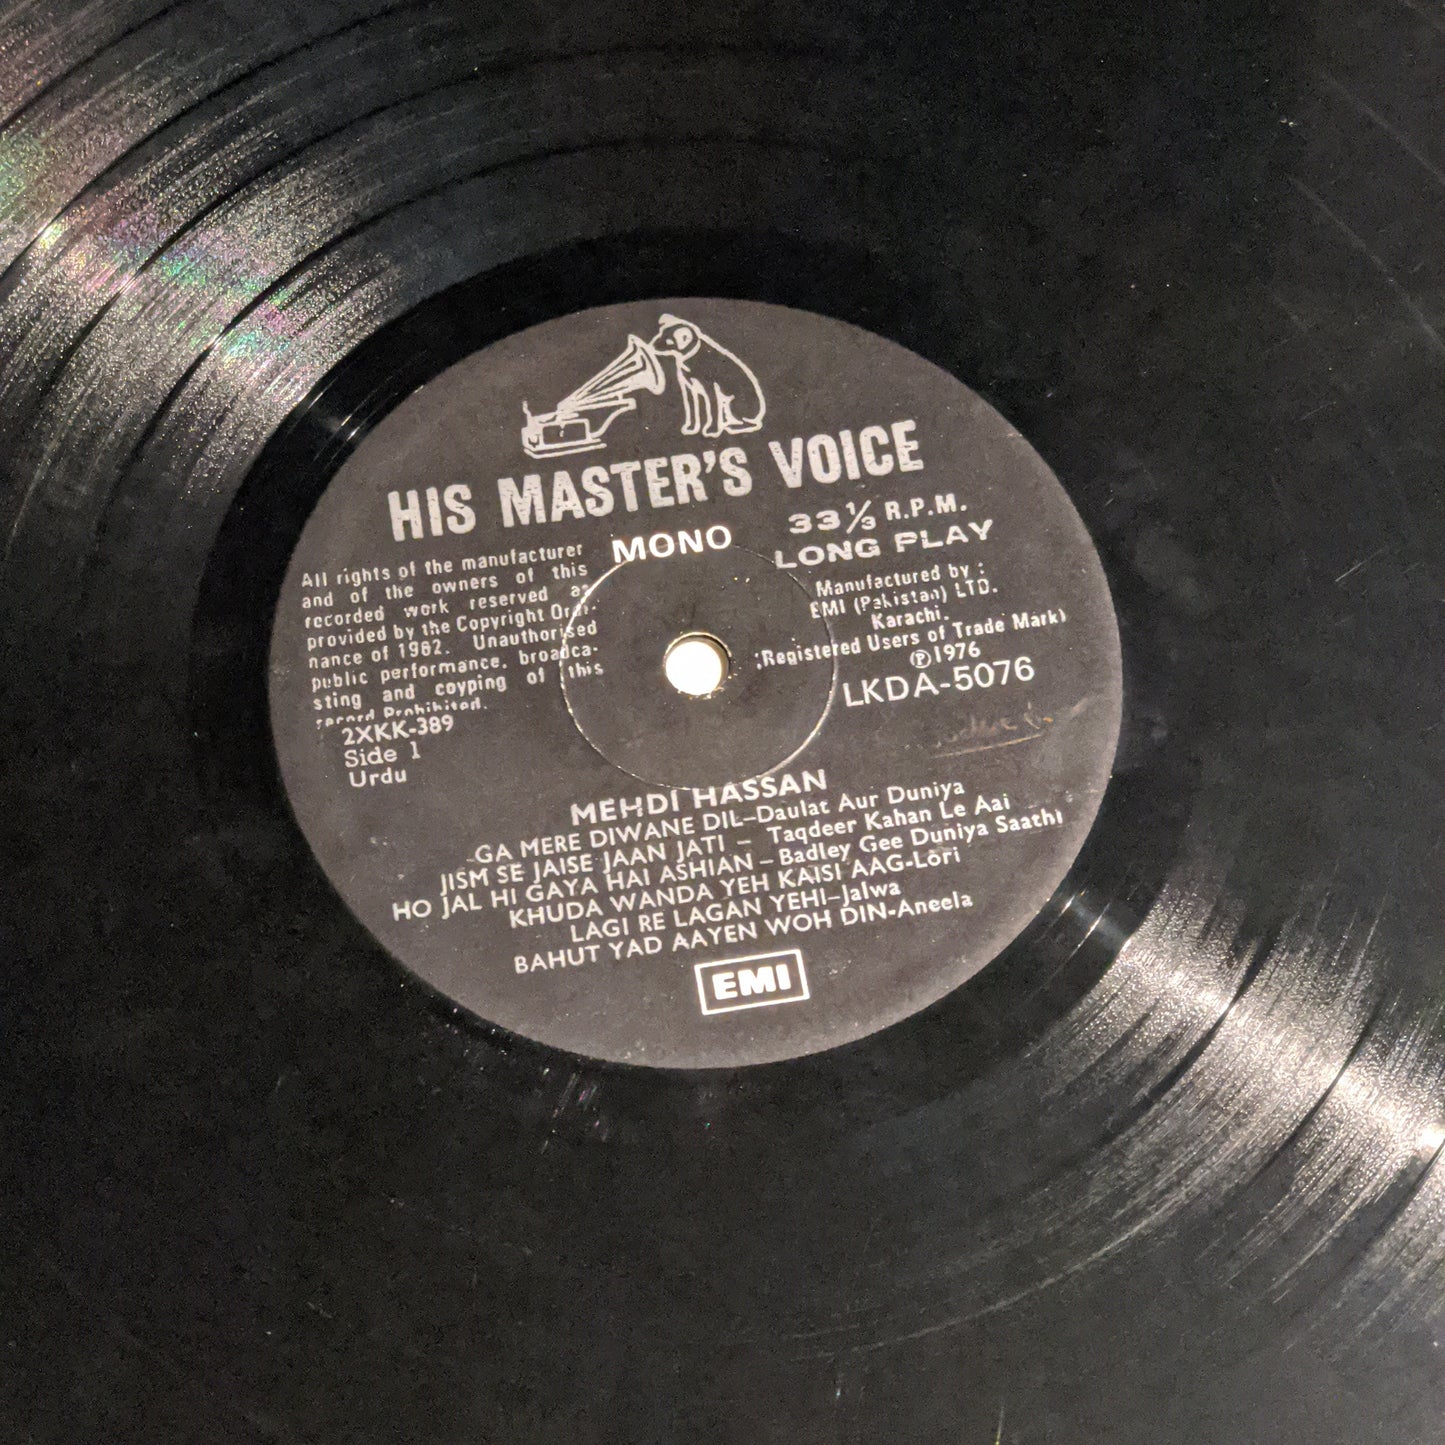 HIS MASTER'S VOICE
MONO
33 1/3 R.P.M.
LONG PLAY
All rights of the manufacturer
and of the owners of this
recorded work reserved as
provided by the Copyright Ordi-
nance of 1962. Unauthorised
public performance, broadca-
sting and coyping of this
record Prohibited.
2XKK-389
Side 1
Urdu
Manufactured by :
EMI (Pakistan) LTD.
Karachi.
(Registered Users of Trade Mark)
℗1976
LKDA-5076
MEHDI HASSAN
GA MERE DIWANE DIL-Daulat Aur Duniya
JISM SE JAISE JAAN JATI - Taqdeer Kahan Le Aai
HO JAL HI GAYA HAI ASHIAN - Badley Gee Duniya Saathi
KHUDA WANDA YEH KAISI AAG-Lori
LAGI RE LAGAN YEHI-Jalwa
BAHUT YAD AAYEN WOH DIN-Aneela
EMI